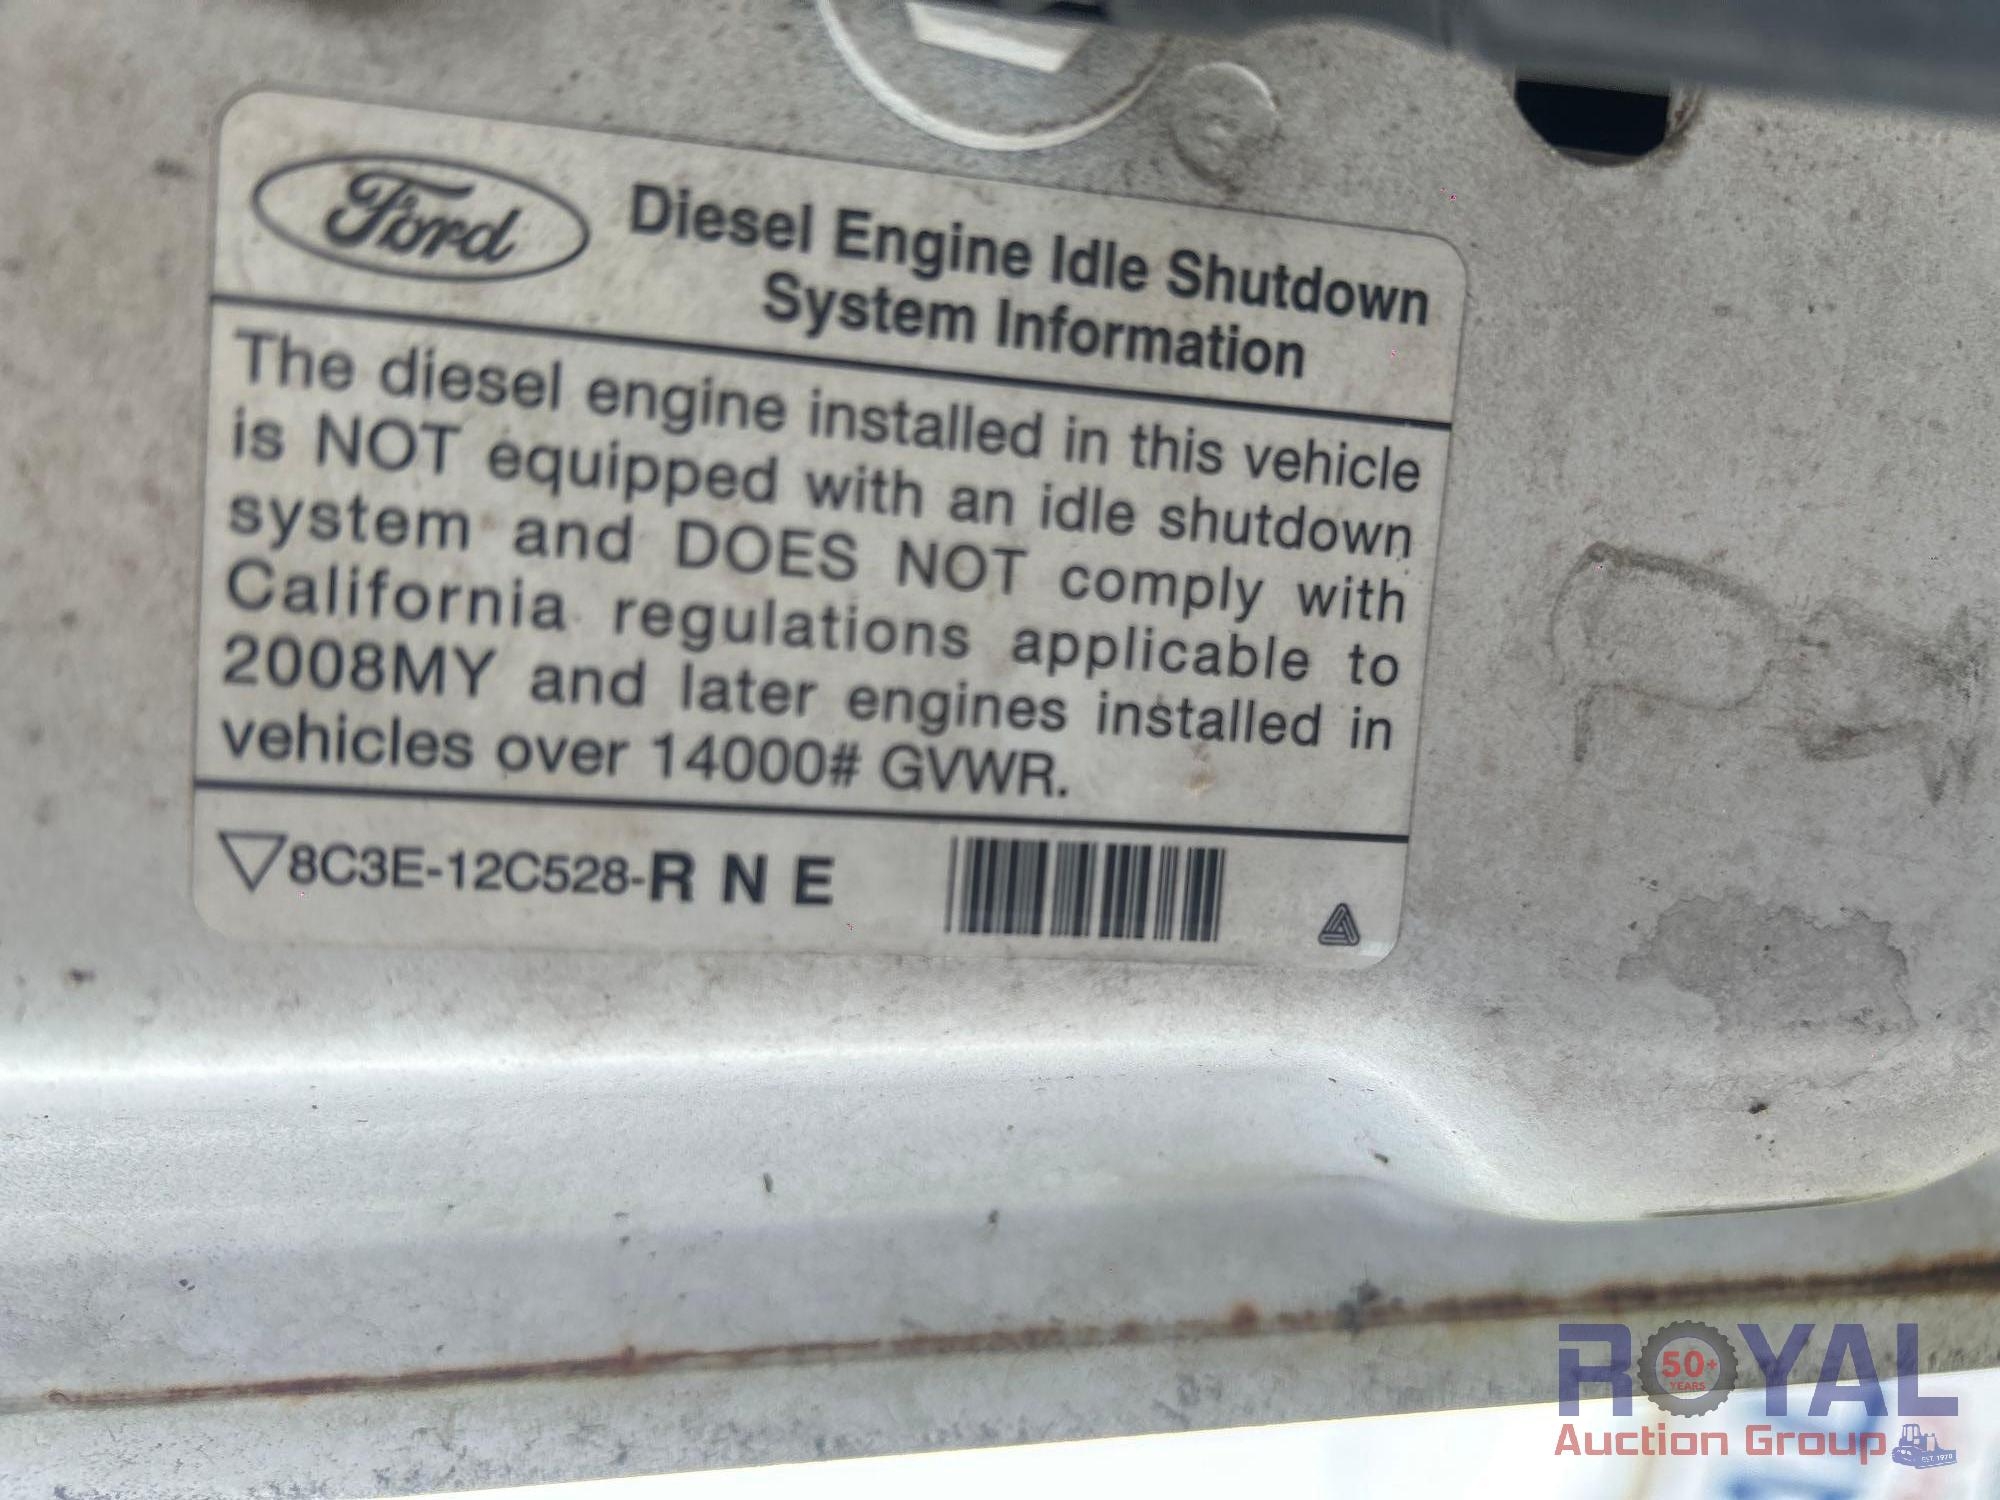 Ford
Diesel Engine Idle Shutdown
System Information
The diesel engine installed in this vehicle
is NOT equipped with an idle shutdown
system and DOES NOT comply with
California regulations applicable to
2008MY and later engines installed in
vehicles over 14000# GVWR.
8C3E-12C528-R N E
ROYAL
50+
YEARS
Auction Group
EST. 1970